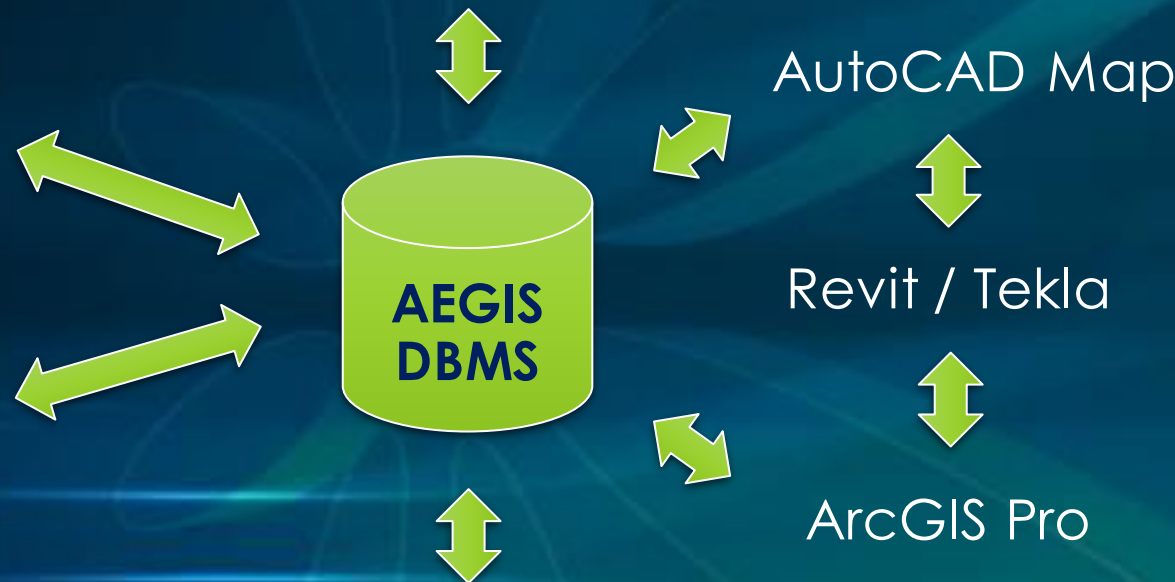 AutoCAD Map
AEGIS
DBMS
Revit / Tekla
ArcGIS Pro